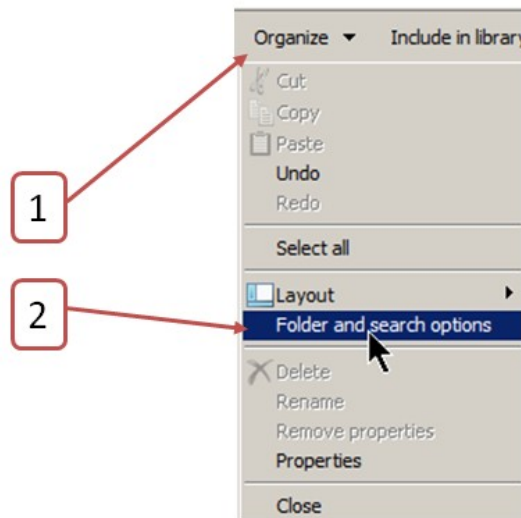 Organize Include in library
Cut
Copy
Paste
Undo
Redo
1
Select all
2
Layout
Folder and search options
Delete
Rename
Remove properties
Properties
Close